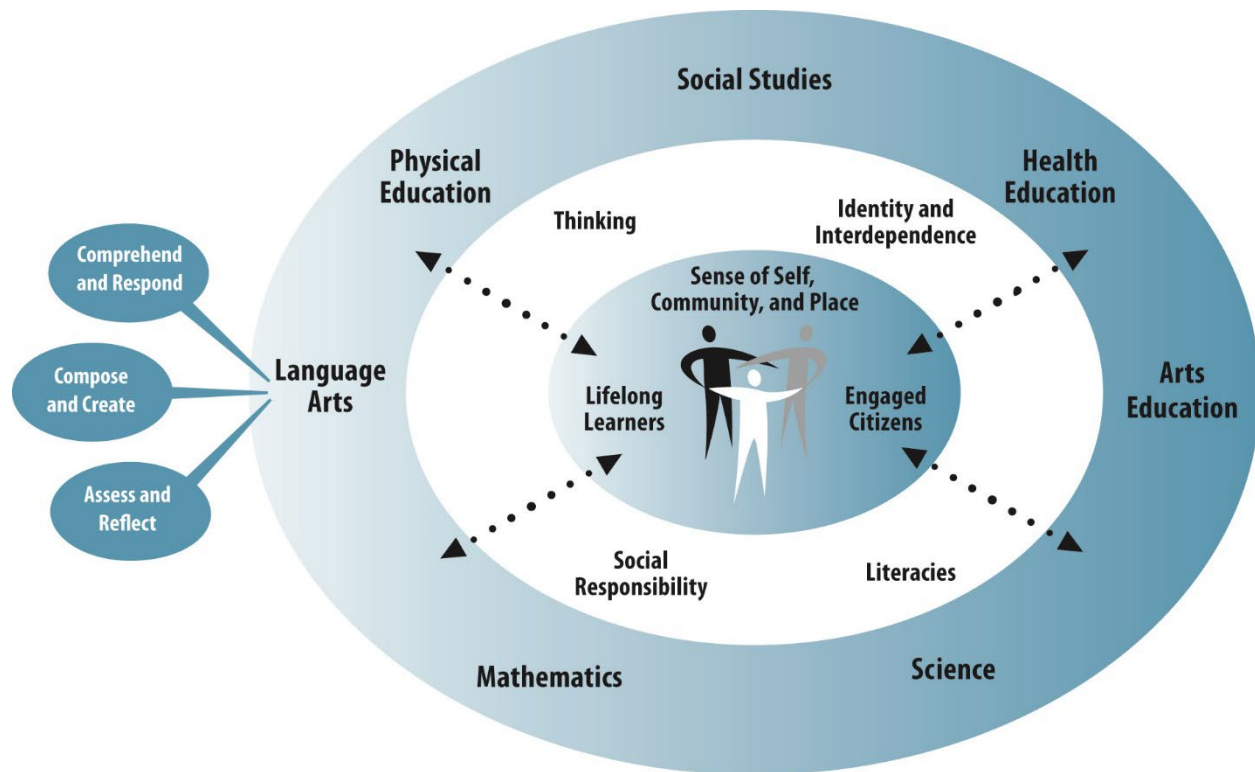 Social Studies
Physical
Education
Health
Education
Thinking
Identity and
Interdependence
Comprehend
and Respond
Sense of Self,
Community, and Place
Compose
and Create
Language
Arts
Lifelong
Learners
Engaged
Citizens
Arts
Education
Assess and
Reflect
Social
Responsibility
Literacies
Mathematics
Science